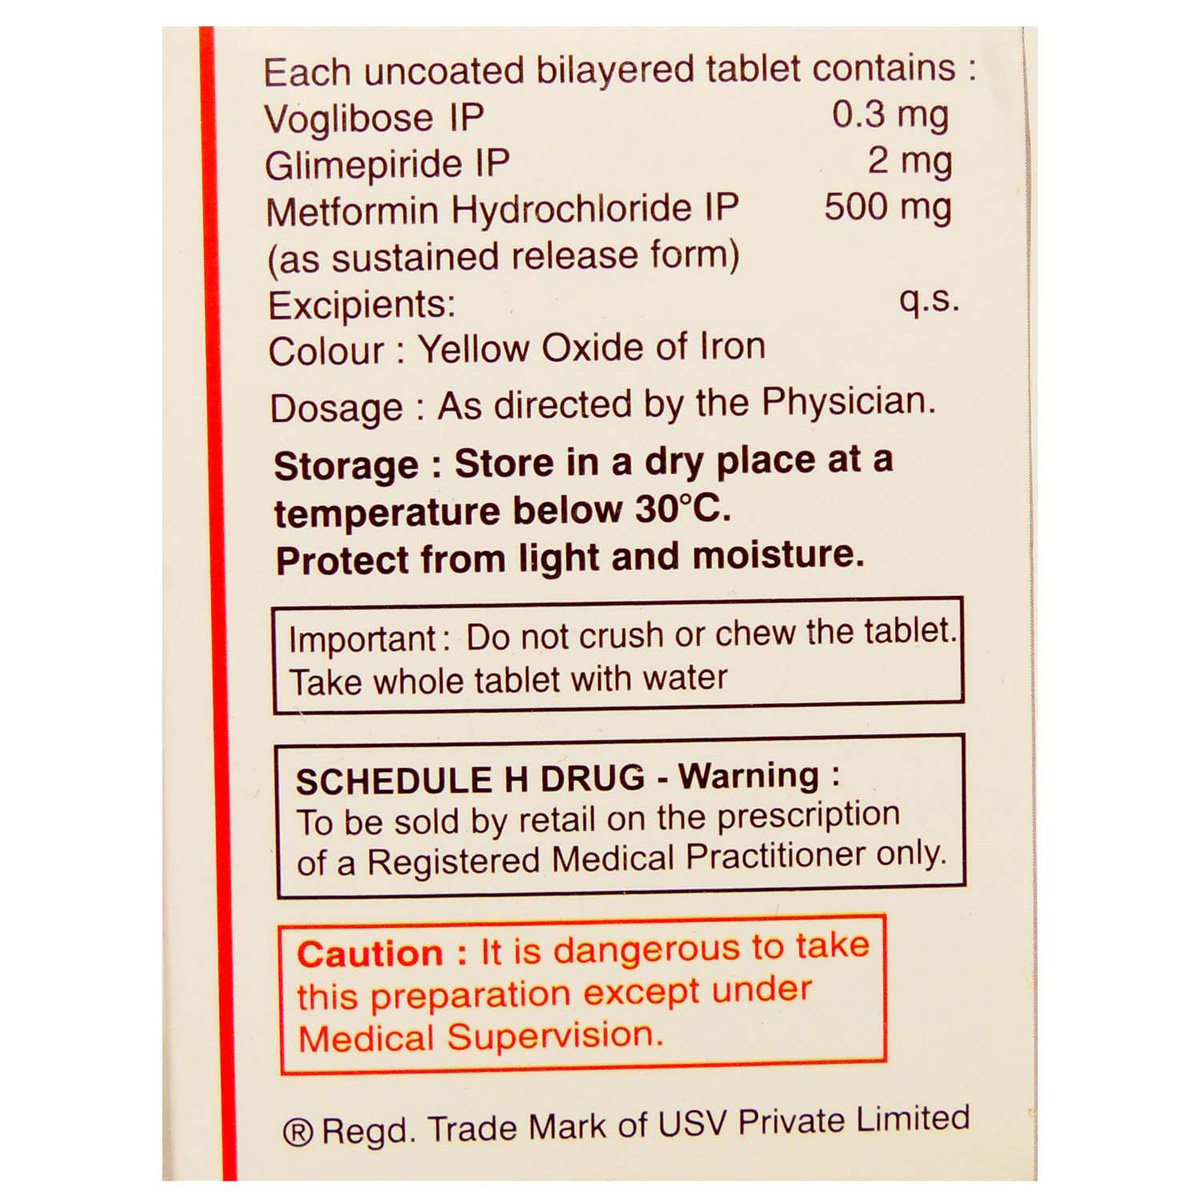 Each uncoated bilayered tablet contains :
Voglibose IP 0.3 mg
Glimepiride IP 2 mg
Metformin Hydrochloride IP 500 mg
(as sustained release form)
Excipients: q.s.
Colour : Yellow Oxide of Iron
Dosage : As directed by the Physician.
Storage : Store in a dry place at a
temperature below 30°C.
Protect from light and moisture.
Important : Do not crush or chew the tablet.
Take whole tablet with water
SCHEDULE H DRUG - Warning :
To be sold by retail on the prescription
of a Registered Medical Practitioner only.
Caution : It is dangerous to take
this preparation except under
Medical Supervision.
® Regd. Trade Mark of USV Private Limited